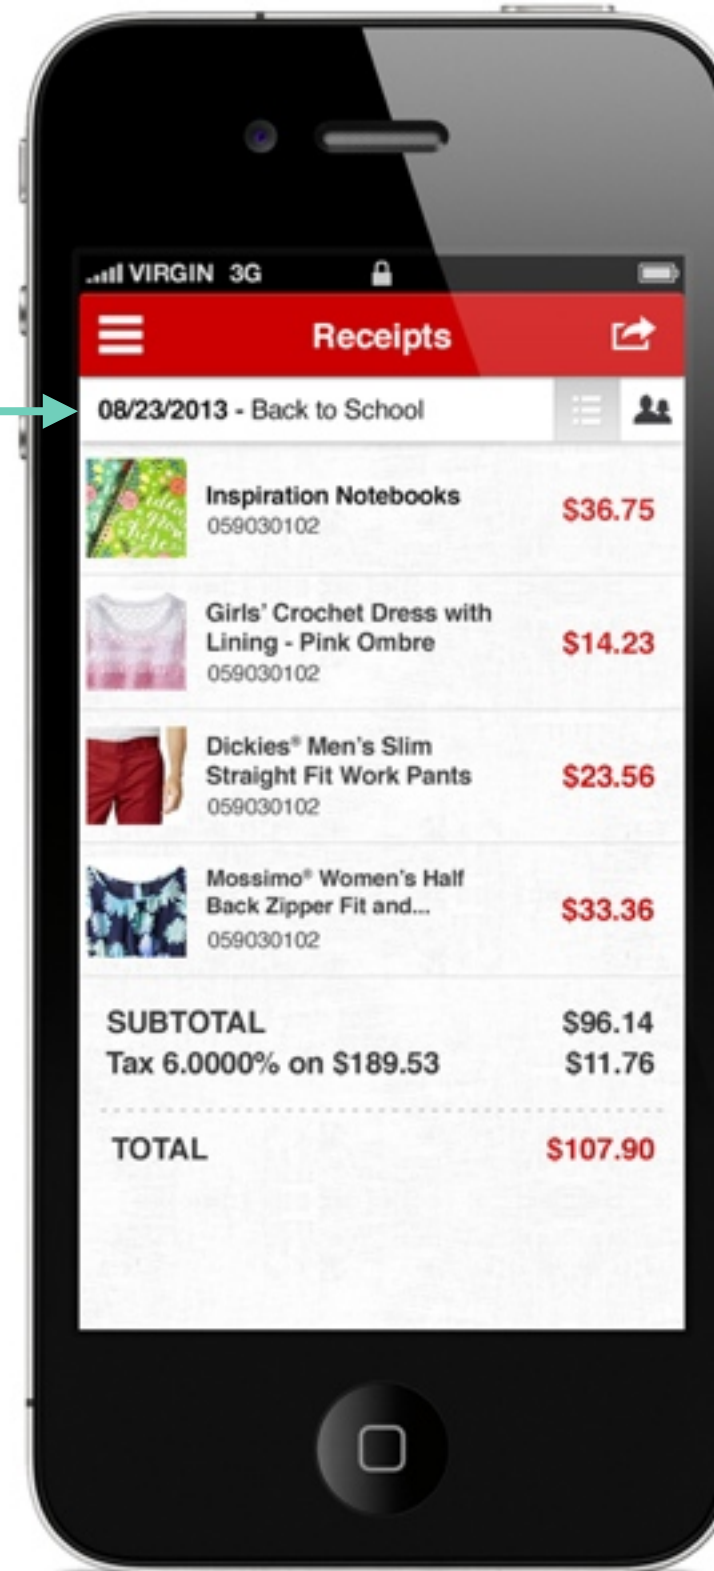 VIRGIN 3G
Receipts
08/23/2013 - Back to School
Inspiration Notebooks
059030102
$36.75
Girls' Crochet Dress with
Lining - Pink Ombre
059030102
$14.23
Dickies® Men's Slim
Straight Fit Work Pants
059030102
$23.56
Mossimo® Women's Half
Back Zipper Fit and...
059030102
$33.36
SUBTOTAL $96.14
Tax 6.0000% on $189.53 $11.76
TOTAL $107.90
idea
grow
here